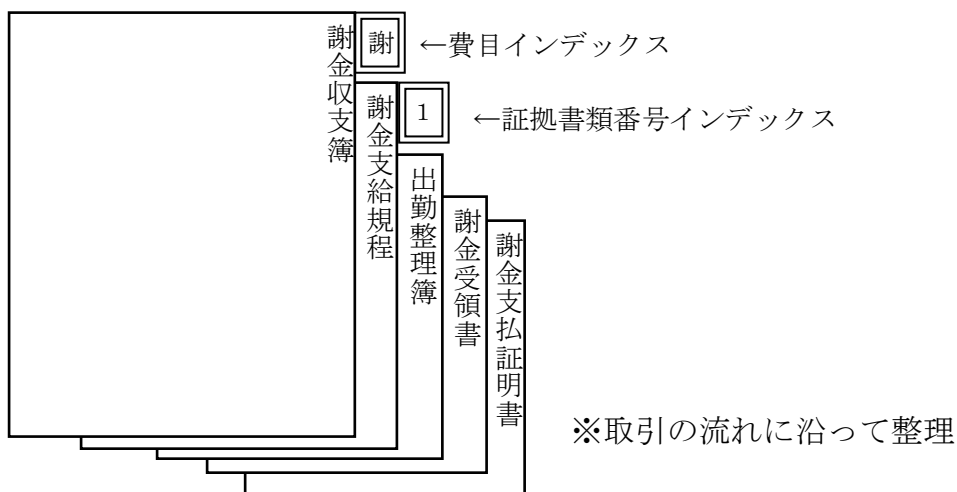 謝金収支簿
謝
←費目インデックス
謝金支給規程
1
←証拠書類番号インデックス
出勤整理簿
謝金受領書
謝金支払証明書
※取引の流れに沿って整理